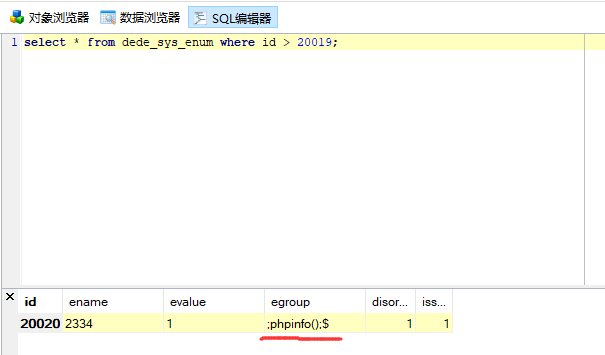 对象浏览器 数据浏览器 SQL编辑器
1 select * from dede_sys_enum where id > 20019;
id ename evalue egroup disor... iss...
20020 2334 1 ;phpinfo();$ 1 1